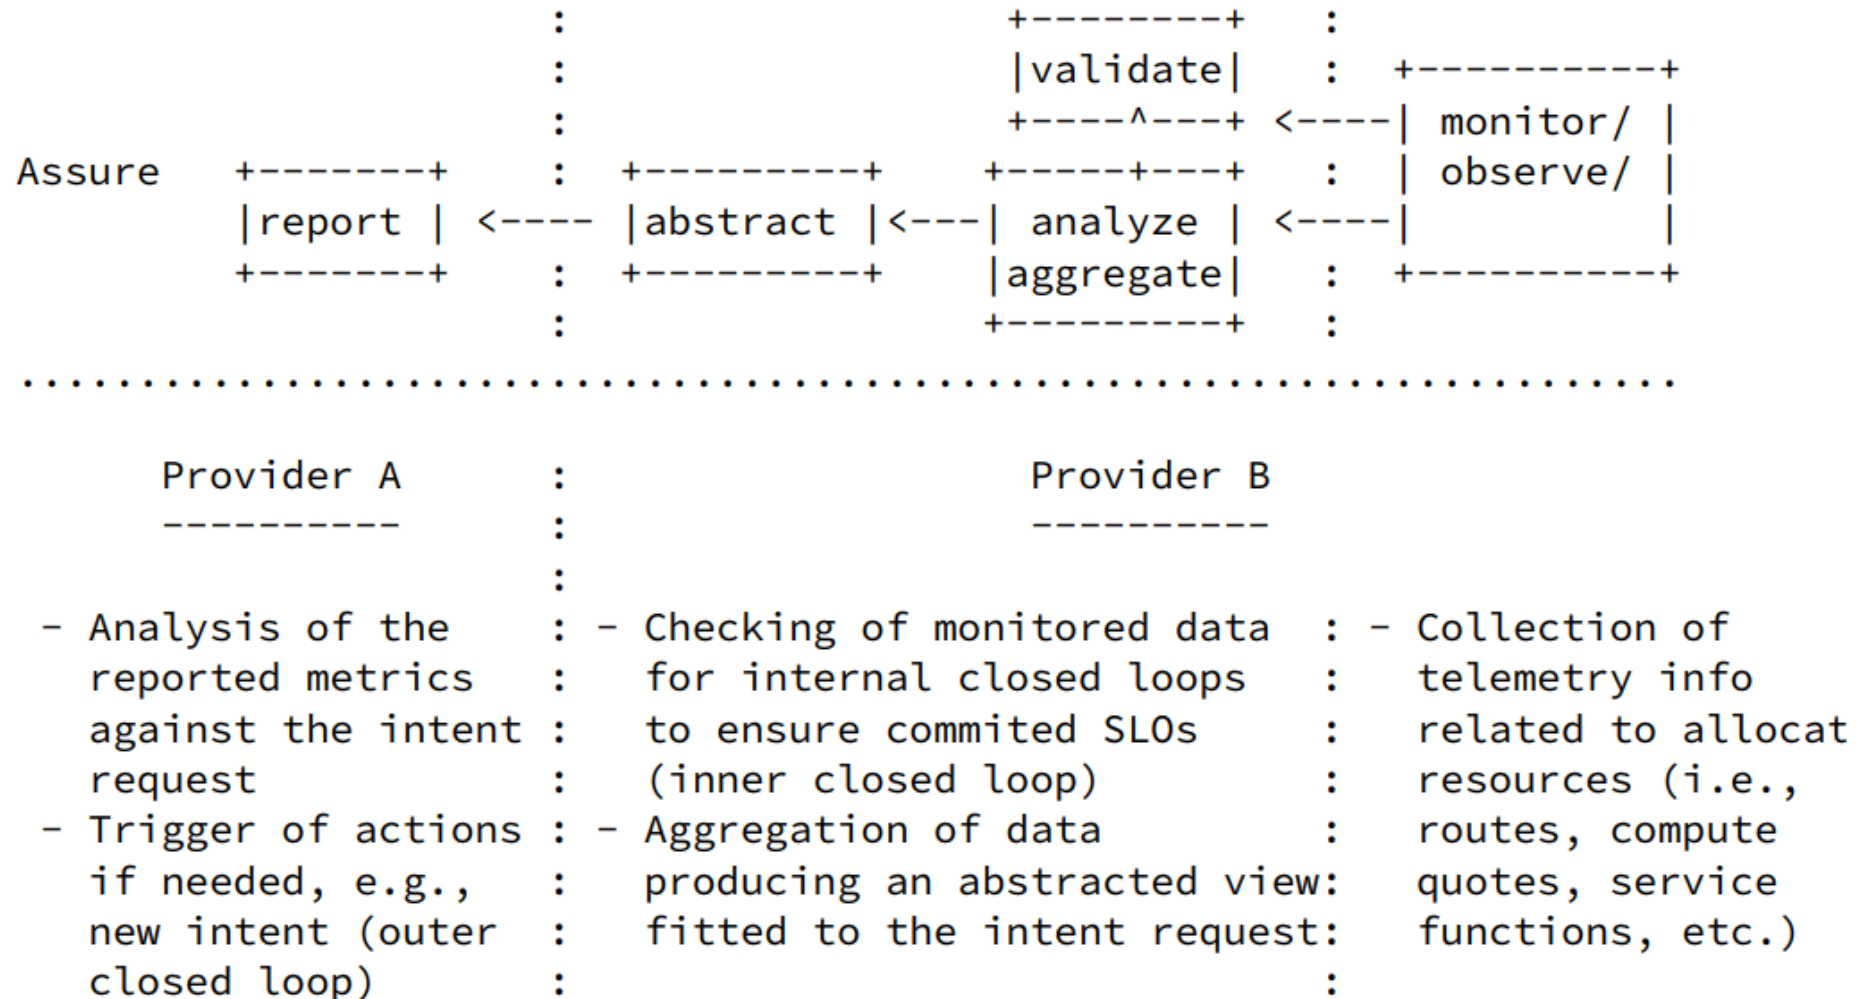 :                  +--------+   :
                      :                  |validate|   :  +----------+
                      :                  +----^---+ <----| monitor/ |
Assure   +-------+    :  +---------+    +-----+---+   :  | observe/ |
         |report | <---- |abstract |<---| analyze | <----|          |
         +-------+    :  +---------+    |aggregate|   :  +----------+
                      :                 +---------+   :
......................................................................
      Provider A      :                   Provider B
      ----------      :                   ----------
                      :
 - Analysis of the    : - Checking of monitored data  : - Collection of
   reported metrics   :   for internal closed loops   :   telemetry info
   against the intent :   to ensure commited SLOs     :   related to allocat
   request            :   (inner closed loop)         :   resources (i.e.,
 - Trigger of actions : - Aggregation of data         :   routes, compute
   if needed, e.g.,   :   producing an abstracted view:   quotes, service
   new intent (outer  :   fitted to the intent request:   functions, etc.)
   closed loop)       :                               :